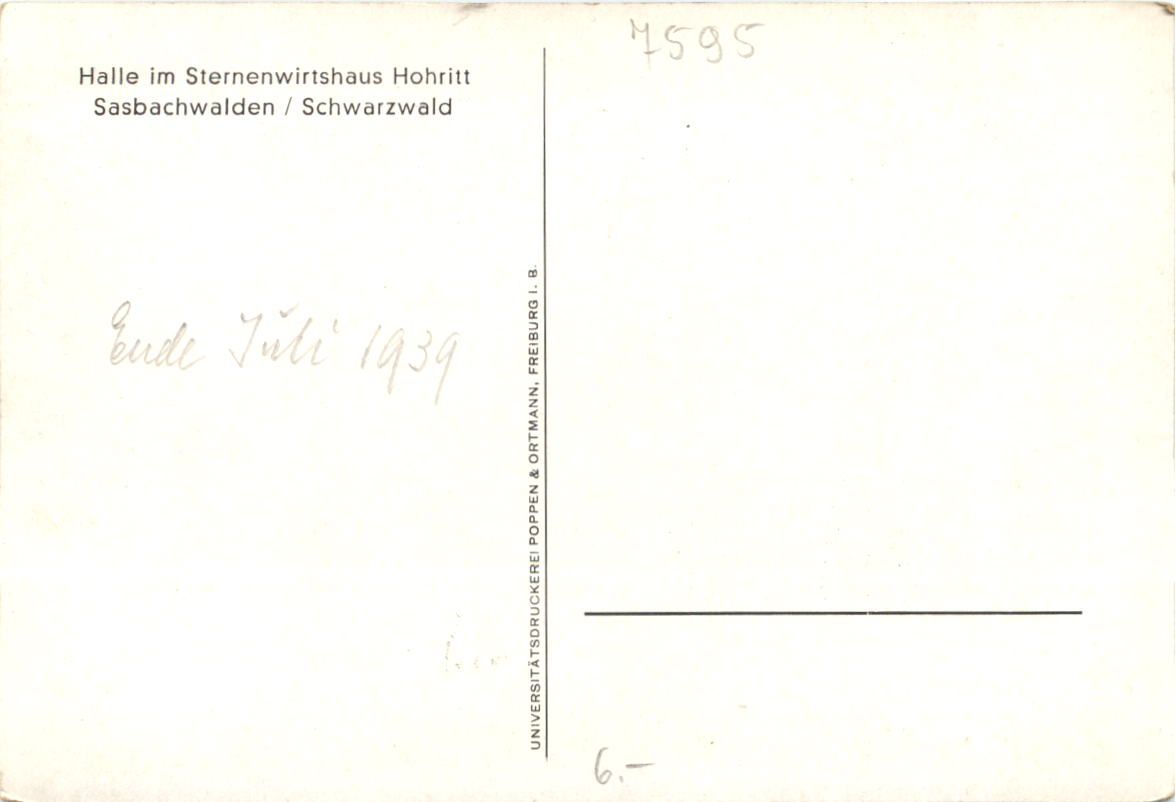 Halle im Sternenwirtshaus Hohritt
Sasbachwalden / Schwarzwald
Ende Juli 1939
UNIVERSITÄTSDRUCKEREI POPPEN & ORTMANN, FREIBURG I. B.
7595
6.–